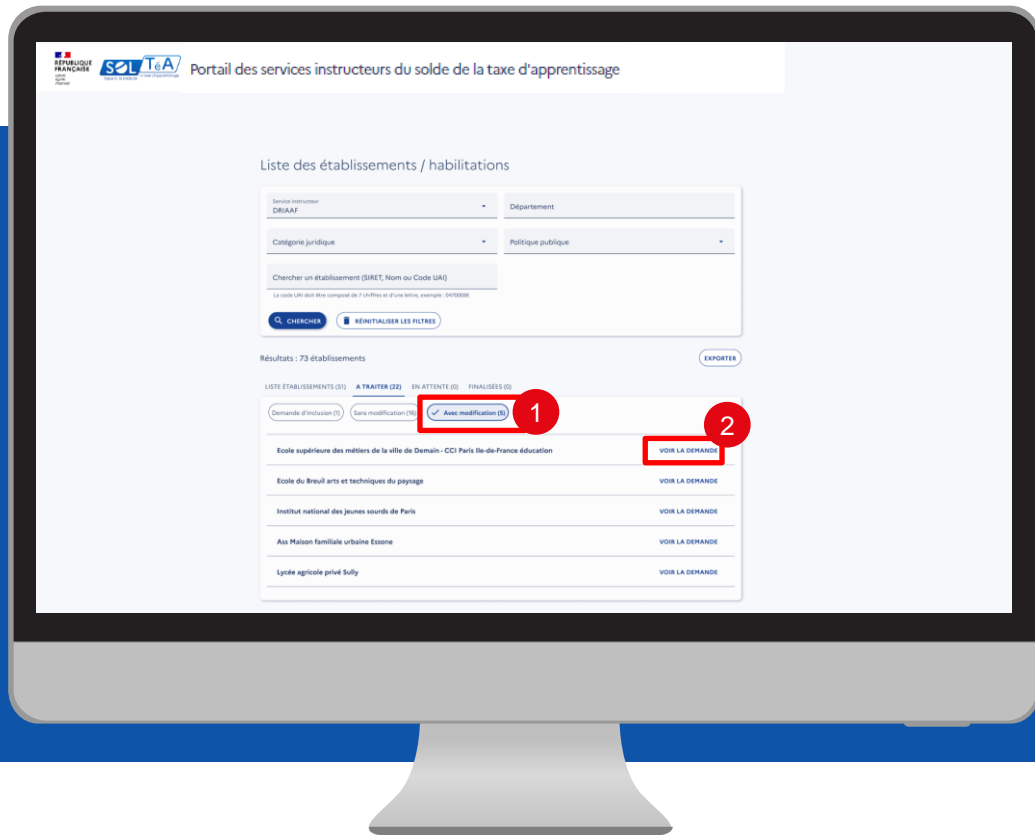 RÉPUBLIQUE
FRANÇAISE
Liberté
Égalité
Fraternité
SOLTéA
Portail des services instructeurs du solde de la taxe d'apprentissage
Liste des établissements / habilitations
Service instructeur
DRIAAF
Département
Catégorie juridique
Politique publique
Chercher un établissement (SIRET, Nom ou Code UAI)
Le code UAI doit être composé de 7 chiffres et d'une lettre, exemple :
CHERCHER
RÉINITIALISER LES FILTRES
Résultats : 73 établissements
EXPORTER
LISTE ÉTABLISSEMENTS (51) A TRAITER (22) EN ATTENTE (0) FINALISÉES (0)
Demande d'inclusion (1) Sans modification (16) Avec modification (5)
1
2
Ecole supérieure des métiers de la ville de Demain - CCI Paris Ile-de-France éducation VOIR LA DEMANDE
Ecole du Breuil arts et techniques du paysage VOIR LA DEMANDE
Institut national des jeunes sourds de Paris VOIR LA DEMANDE
Ass Maison familiale urbaine Essone VOIR LA DEMANDE
Lycée agricole privé Sully VOIR LA DEMANDE